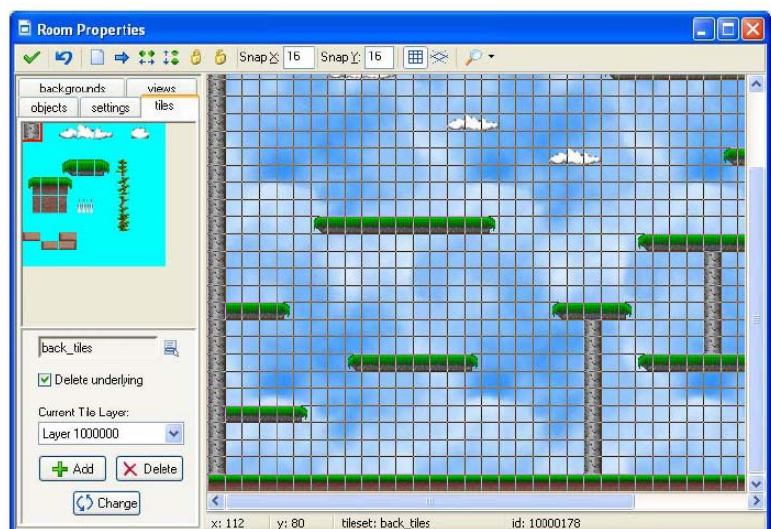 Room Properties
Snap X: 16 Snap Y: 16
backgrounds views
objects settings tiles
back_tiles
Delete underlying
Current Tile Layer:
Layer 1000000
Add Delete
Change
x: 112 y: 80 tileset: back_tiles id: 10000178